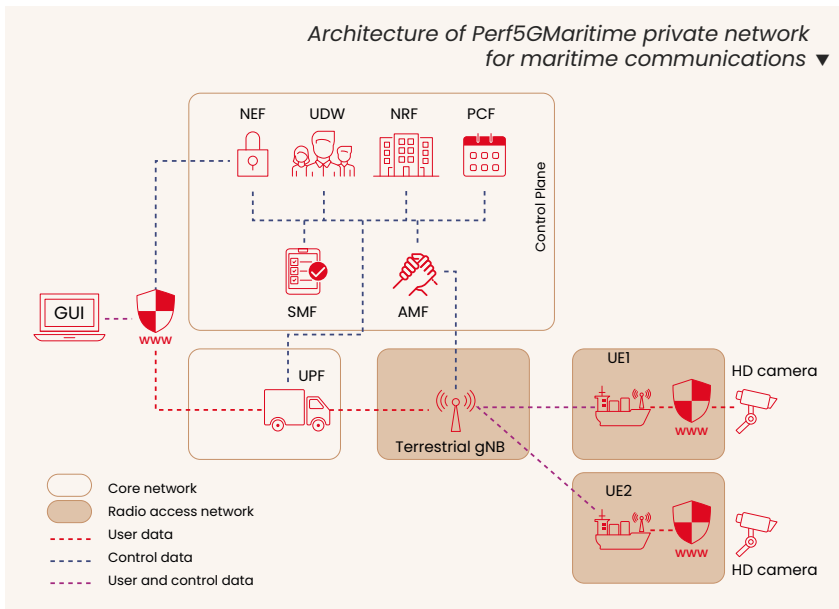 Architecture of Perf5GMaritime private network
for maritime communications ▼
NEF UDW NRF PCF
Control Plane
SMF AMF
GUI
www
UPF
Terrestrial gNB
UE1
www
HD camera
UE2
www
HD camera
Core network
Radio access network
User data
Control data
User and control data